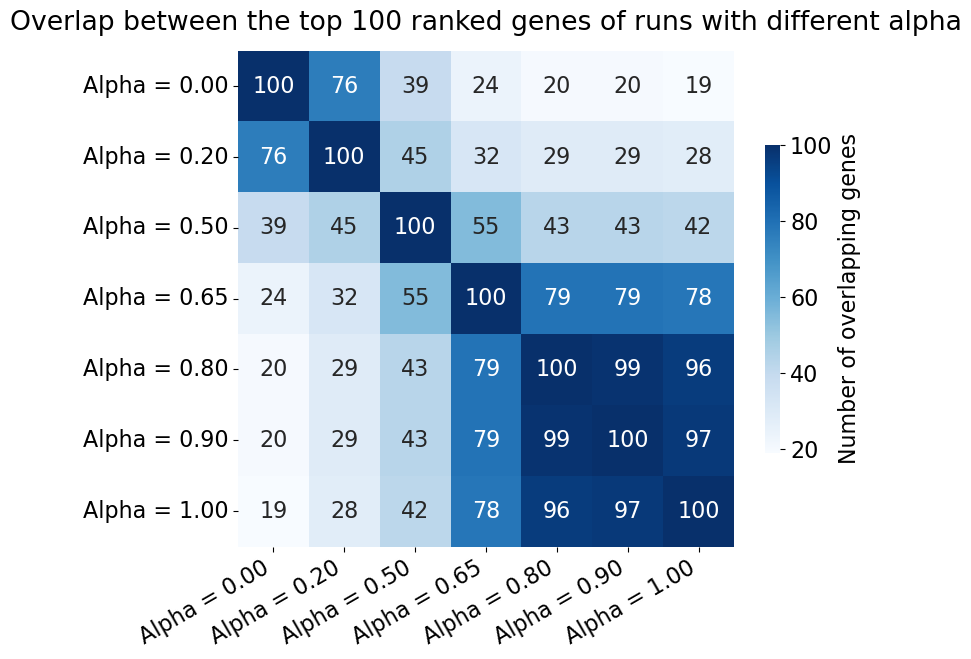 Overlap between the top 100 ranked genes of runs with different alpha
Alpha = 0.00 100 76 39 24 20 20 19
Alpha = 0.20 76 100 45 32 29 29 28
Alpha = 0.50 39 45 100 55 43 43 42
Alpha = 0.65 24 32 55 100 79 79 78
Alpha = 0.80 20 29 43 79 100 99 96
Alpha = 0.90 20 29 43 79 99 100 97
Alpha = 1.00 19 28 42 78 96 97 100
Alpha = 0.00
Alpha = 0.20
Alpha = 0.50
Alpha = 0.65
Alpha = 0.80
Alpha = 0.90
Alpha = 1.00
100
80
60
40
20
Number of overlapping genes